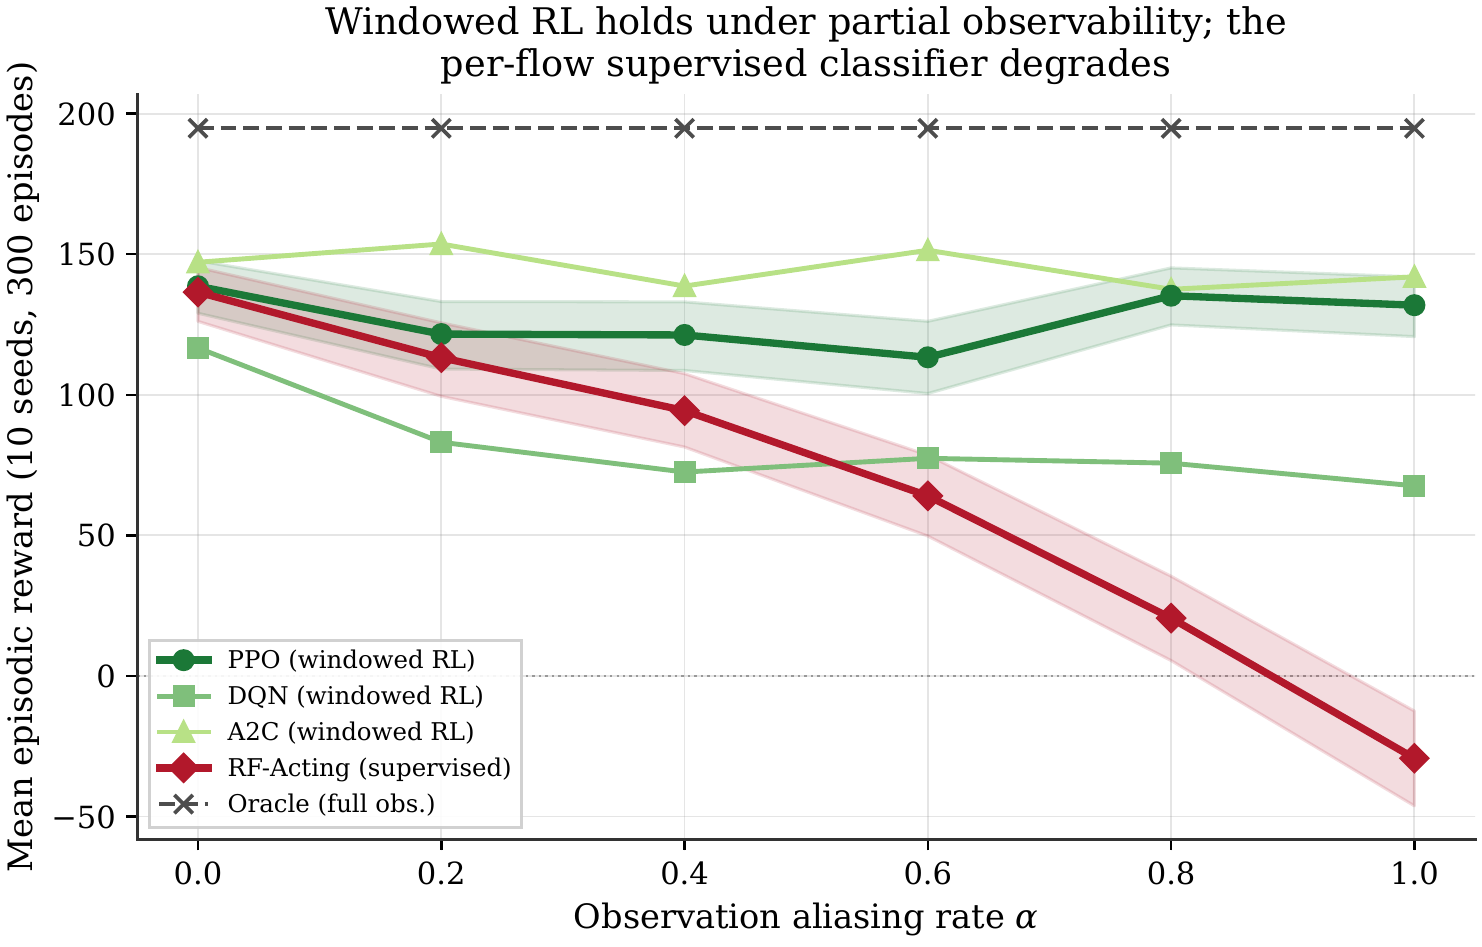 Windowed RL holds under partial observability; the
per-flow supervised classifier degrades
Mean episodic reward (10 seeds, 300 episodes)
200
150
100
50
0
−50
PPO (windowed RL)
DQN (windowed RL)
A2C (windowed RL)
RF-Acting (supervised)
Oracle (full obs.)
0.0 0.2 0.4 0.6 0.8 1.0
Observation aliasing rate α